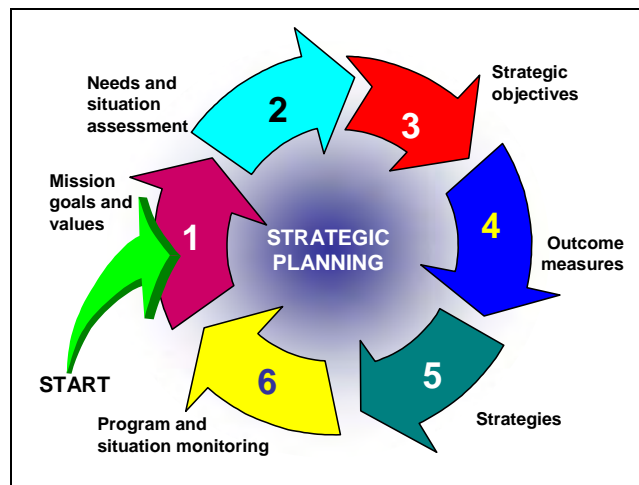 Needs and
situation
assessment
2
Strategic
objectives
3
Mission
goals and
values
1
4
STRATEGIC
PLANNING
Outcome
measures
START
6
5
Program and
situation monitoring
Strategies